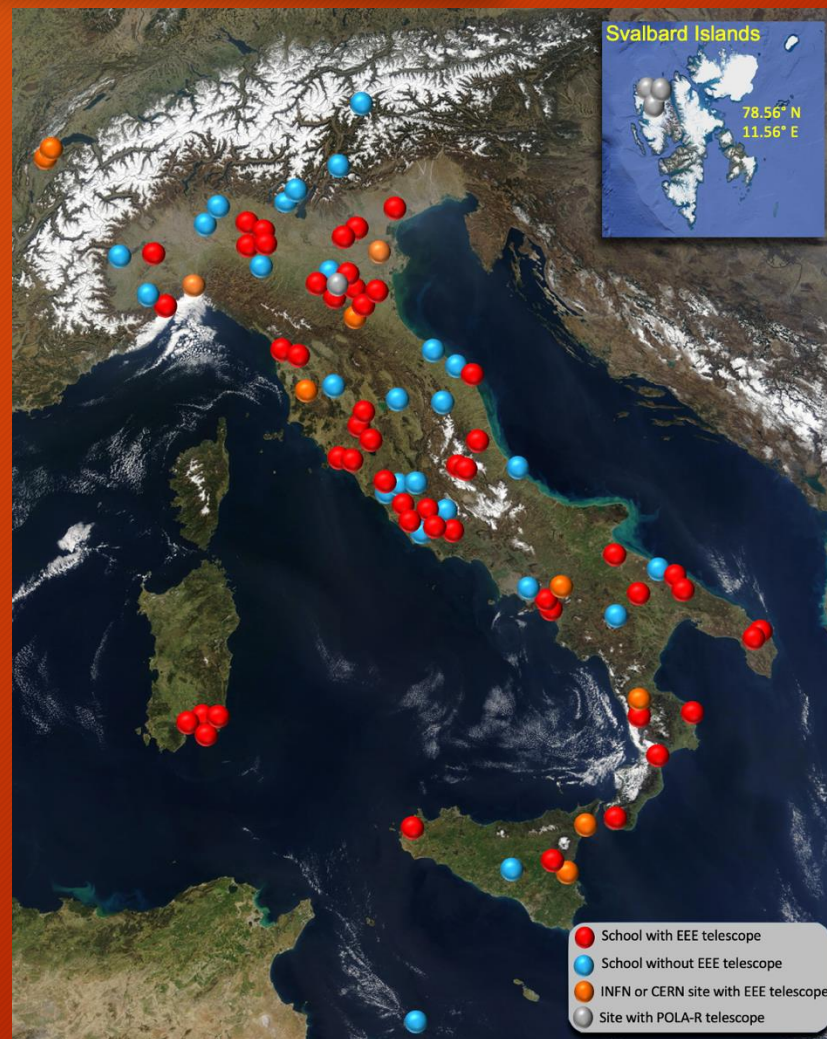 Svalbard Islands
78.56° N
11.56° E
School with EEE telescope
School without EEE telescope
INFN or CERN site with EEE telescope
Site with POLA-R telescope